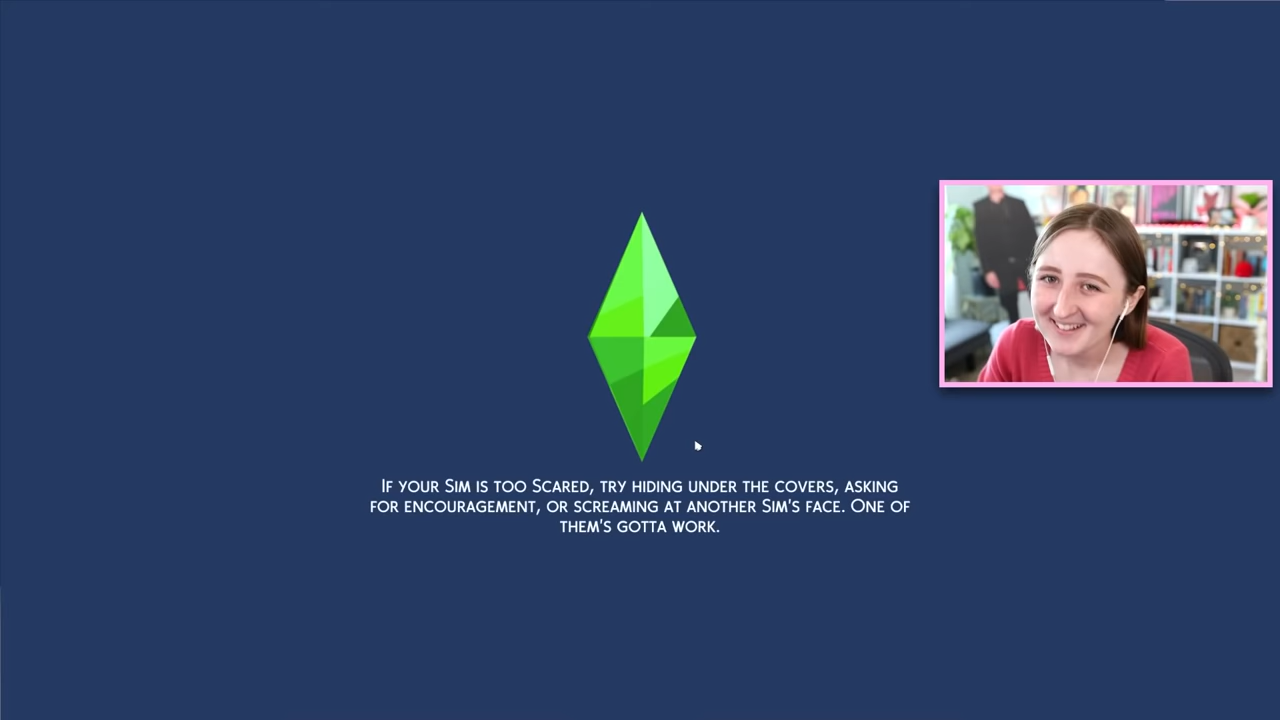 If your Sim is too Scared, try hiding under the covers, asking
for encouragement, or screaming at another Sim's face. One of
them's gotta work.